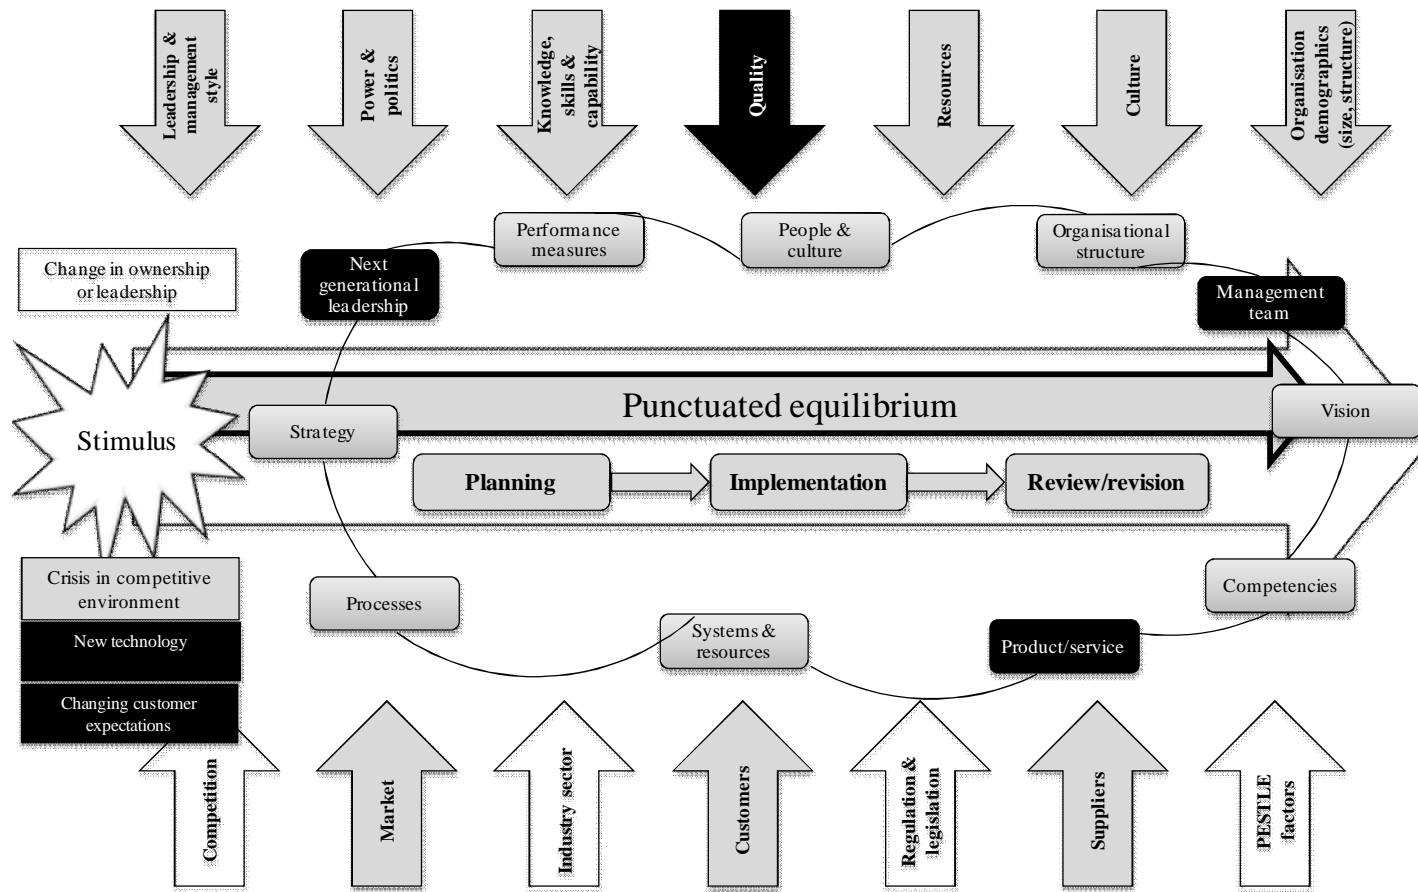 Leadership &
management
style
Power &
politics
Knowledge,
skills &
capability
Quality
Resources
Culture
Organisation
demographics
(size, structure)
Performance
measures
People &
culture
Organisational
structure
Change in ownership
or leadership
Next
generational
leadership
Management
team
Stimulus
Strategy
Punctuated equilibrium
Vision
Planning
Implementation
Review/revision
Crisis in competitive
environment
New technology
Changing customer
expectations
Processes
Systems &
resources
Product/service
Competencies
Competition
Market
Industry sector
Customers
Regulation &
legislation
Suppliers
PESTLE
factors